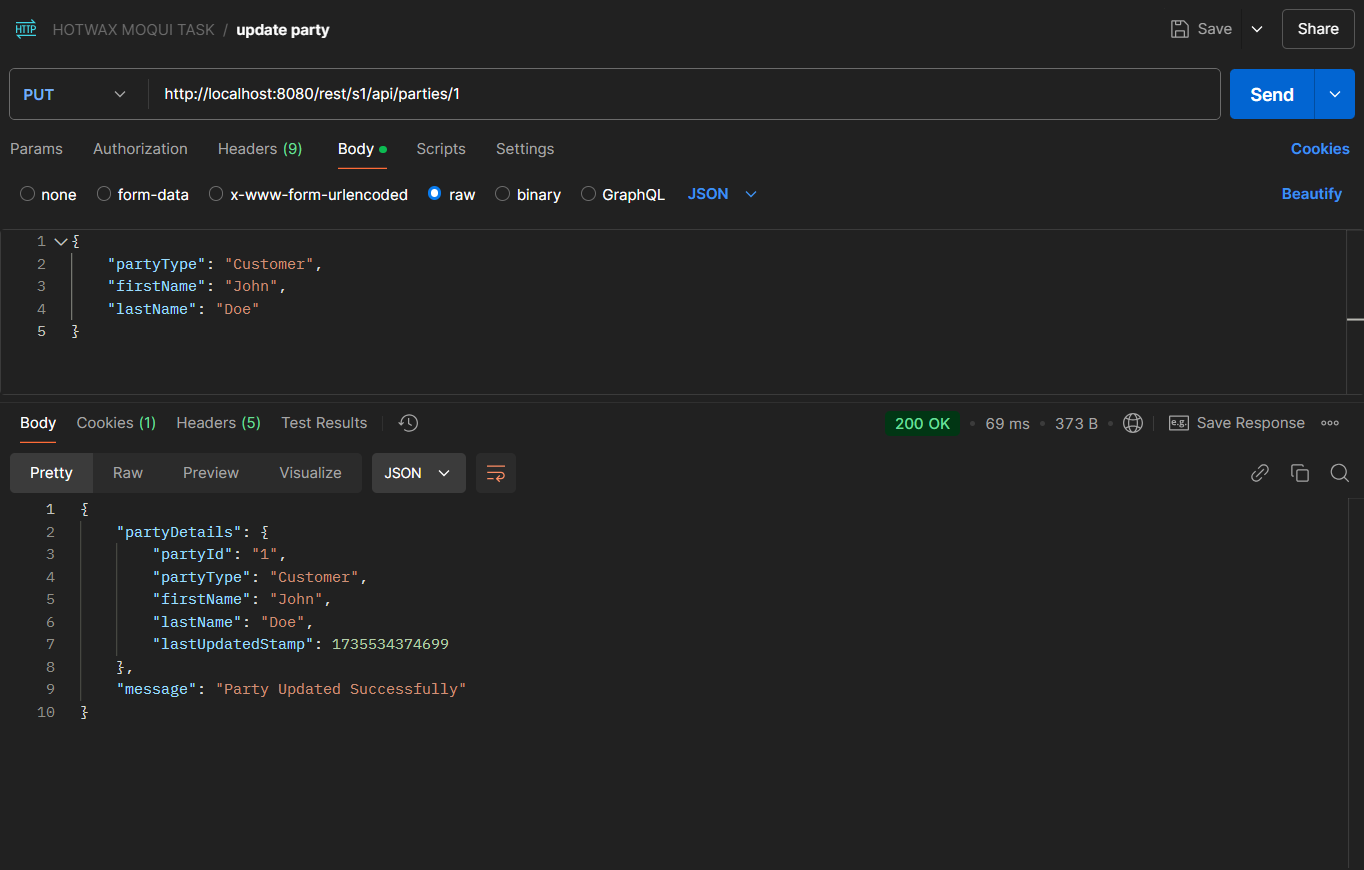 HTTP HOTWAX MOQUI TASK / update party Save Share
PUT http://localhost:8080/rest/s1/api/parties/1 Send
Params Authorization Headers (9) Body Scripts Settings Cookies
none form-data x-www-form-urlencoded raw binary GraphQL JSON Beautify
1 {
2 "partyType": "Customer",
3 "firstName": "John",
4 "lastName": "Doe"
5 }
Body Cookies (1) Headers (5) Test Results 200 OK • 69 ms • 373 B • e.g. Save Response
Pretty Raw Preview Visualize JSON
1 {
2 "partyDetails": {
3 "partyId": "1",
4 "partyType": "Customer",
5 "firstName": "John",
6 "lastName": "Doe",
7 "lastUpdatedStamp": 1735534374699
8 },
9 "message": "Party Updated Successfully"
10 }